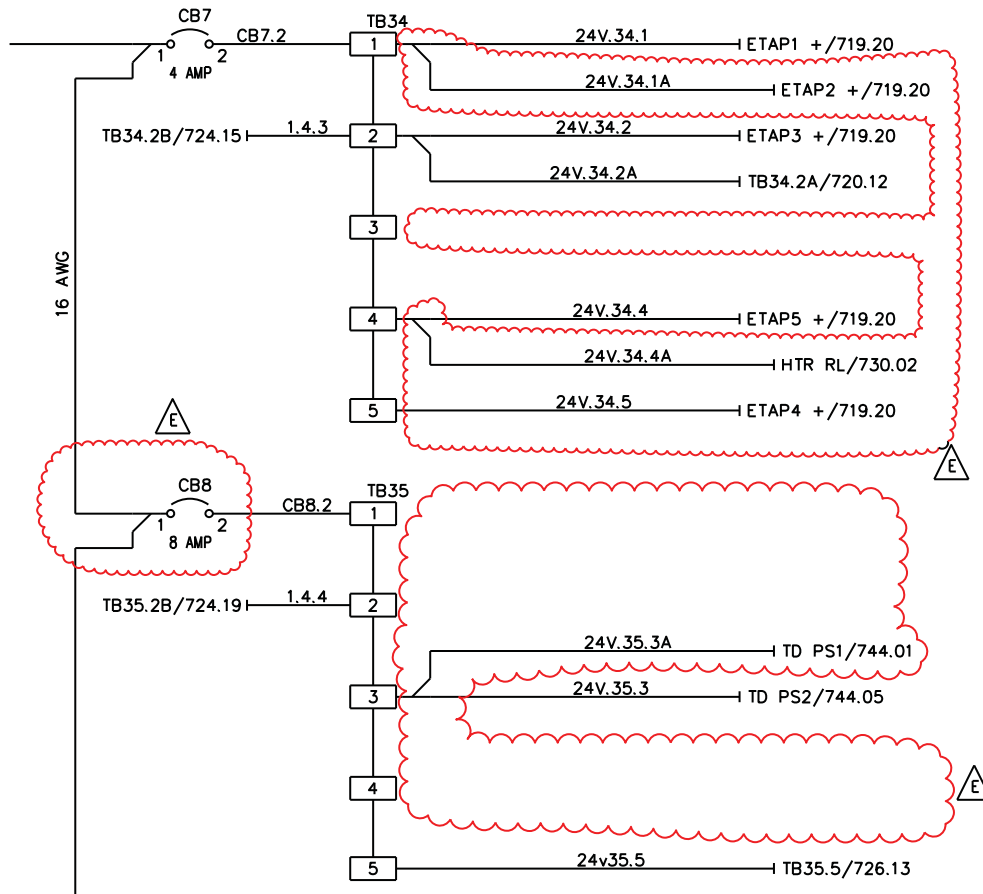 CB7
TB34
1 2 CB7.2 1 24V.34.1 ETAP1 +/719.20
4 AMP
24V.34.1A ETAP2 +/719.20
TB34.2B/724.15 1.4.3 2 24V.34.2 ETAP3 +/719.20
24V.34.2A TB34.2A/720.12
3
16 AWG
4 24V.34.4 ETAP5 +/719.20
24V.34.4A HTR RL/730.02
5 24V.34.5 ETAP4 +/719.20
E
E
CB8
TB35
1 2 CB8.2 1
8 AMP
TB35.2B/724.19 1.4.4 2
24V.35.3A TD PS1/744.01
3 24V.35.3 TD PS2/744.05
4
E
5 24v35.5 TB35.5/726.13